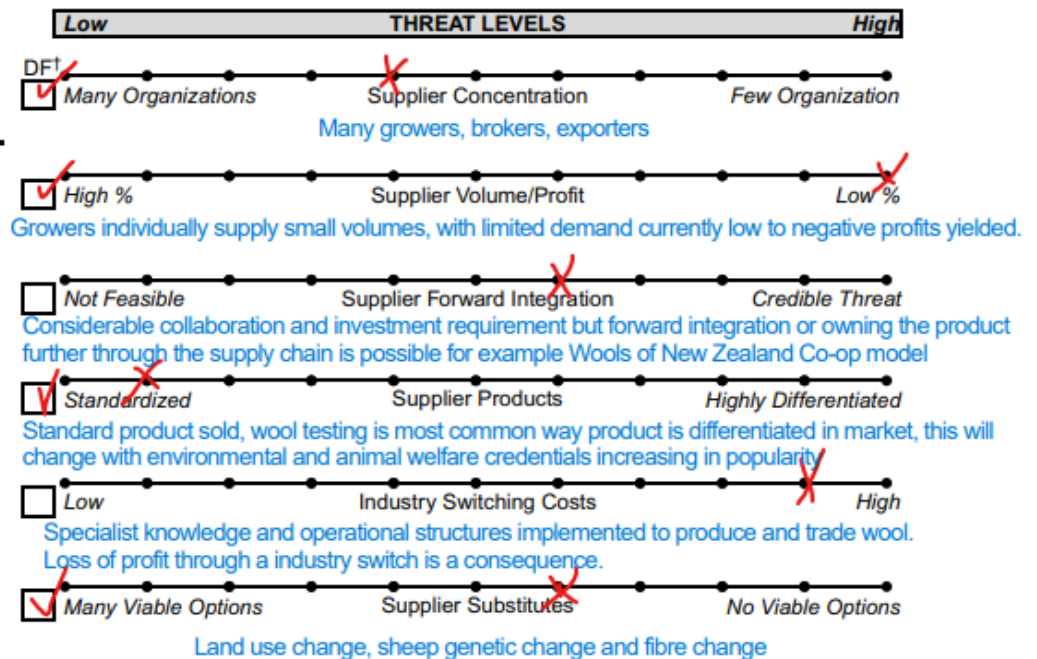 Low THREAT LEVELS High
DF†
Many Organizations Supplier Concentration Few Organization
Many growers, brokers, exporters
High % Supplier Volume/Profit Low %
Growers individually supply small volumes, with limited demand currently low to negative profits yielded.
Not Feasible Supplier Forward Integration Credible Threat
Considerable collaboration and investment requirement but forward integration or owning the product
further through the supply chain is possible for example Wools of New Zealand Co-op model
Standardized Supplier Products Highly Differentiated
Standard product sold, wool testing is most common way product is differentiated in market, this will
change with environmental and animal welfare credentials increasing in popularity
Low Industry Switching Costs High
Specialist knowledge and operational structures implemented to produce and trade wool.
Loss of profit through a industry switch is a consequence.
Many Viable Options Supplier Substitutes No Viable Options
Land use change, sheep genetic change and fibre change